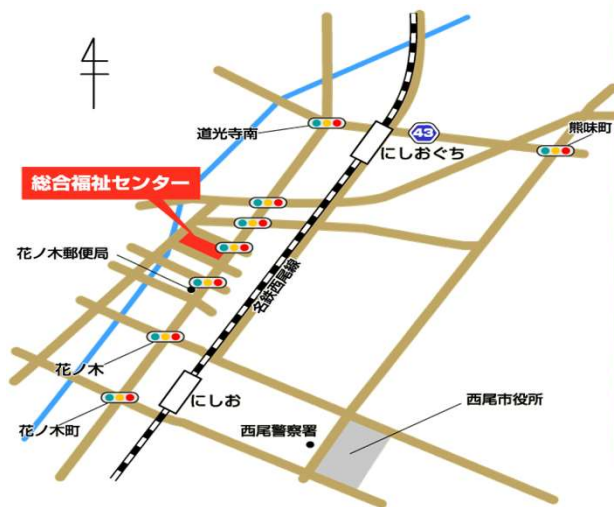 道光寺南
43
熊味町
にしおぐち
総合福祉センター
花ノ木郵便局
名鉄西尾線
花ノ木
にしお
西尾市役所
花ノ木町
西尾警察署